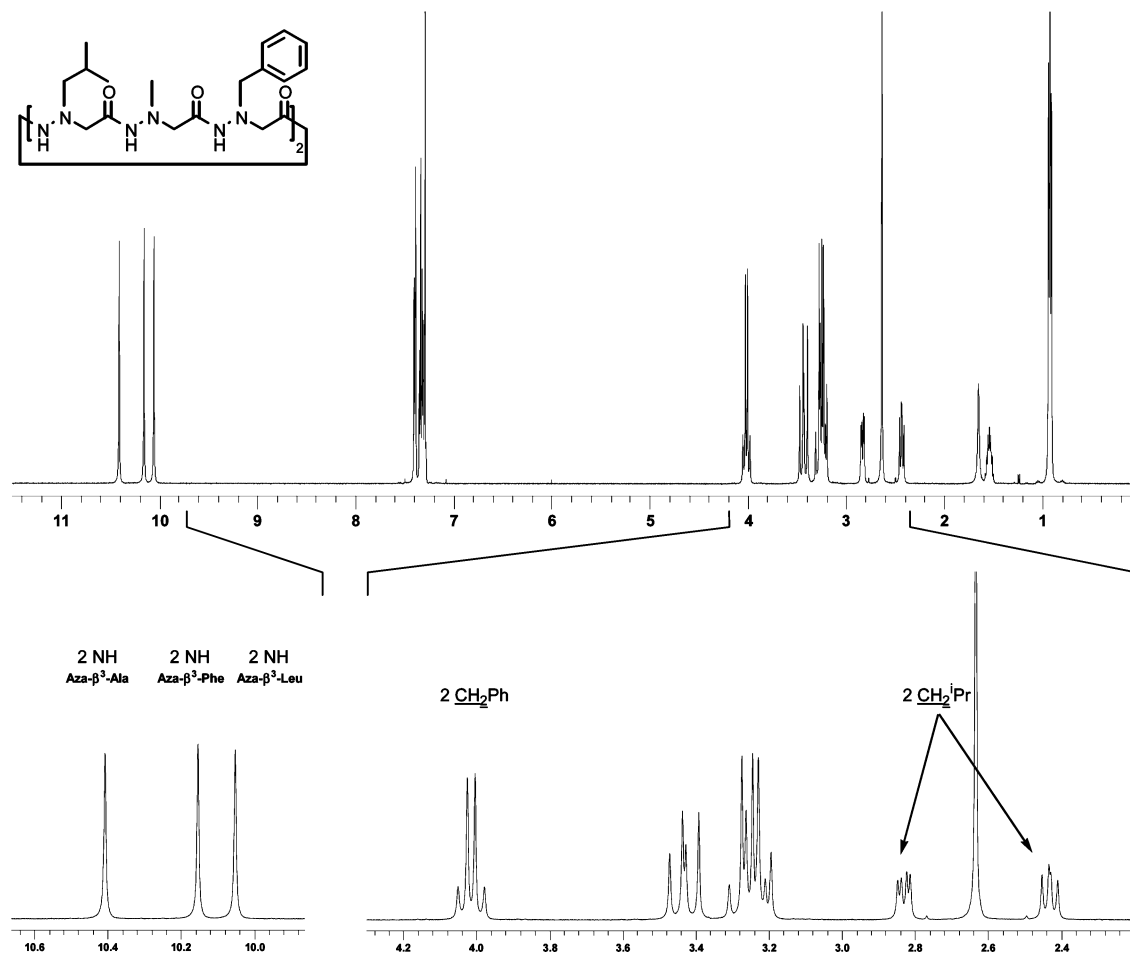 O
O
O
N
N
N
N
N
N
H
H
H
2
11 10 9 8 7 6 5 4 3 2 1
2 NH 2 NH 2 NH
Aza-β³-Ala Aza-β³-Phe Aza-β³-Leu
2 CH₂Ph
2 CH₂ⁱPr
10.6 10.4 10.2 10.0
4.2 4.0 3.8 3.6 3.4 3.2 3.0 2.8 2.6 2.4